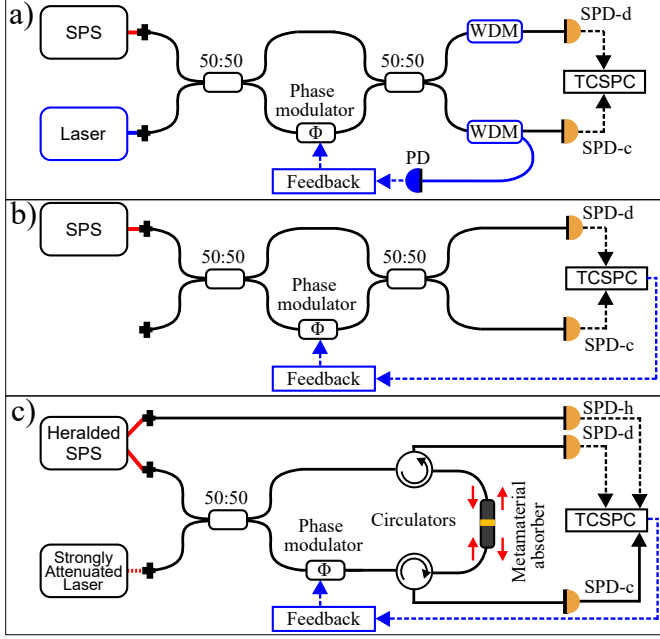 a)
SPS
Laser
50:50
Phase
modulator
Φ
Feedback
50:50
WDM
WDM
PD
SPD-d
TCSPC
SPD-c
b)
SPS
50:50
Phase
modulator
Φ
Feedback
50:50
SPD-d
TCSPC
SPD-c
c)
Heralded
SPS
Strongly
Attenuated
Laser
50:50
Phase
modulator
Φ
Feedback
Circulators
Metamaterial
absorber
SPD-h
SPD-d
TCSPC
SPD-c